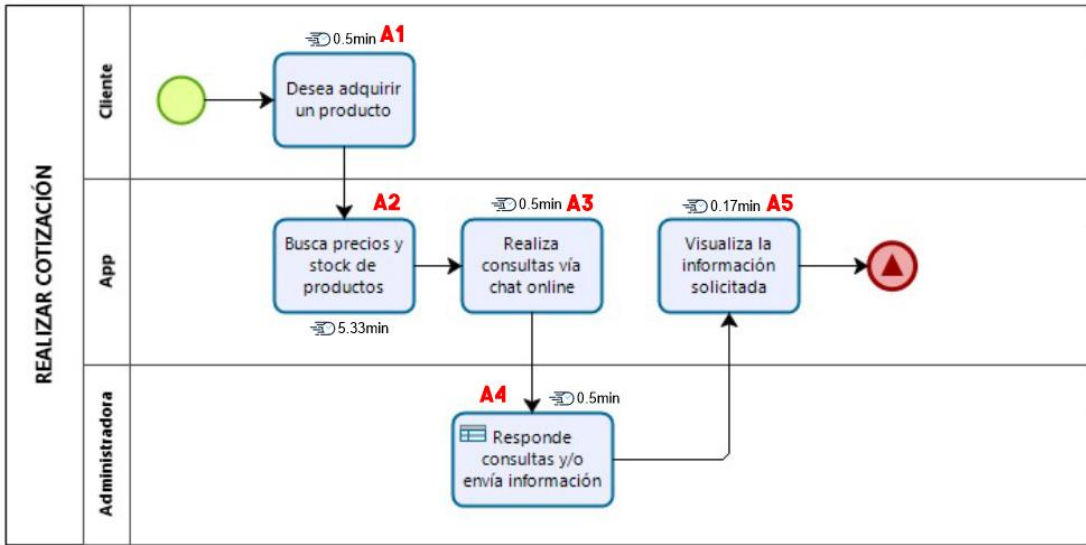 REALIZAR COTIZACIÓN
Cliente
0.5min A1
Desea adquirir
un producto
App
A2
Busca precios y
stock de
productos
5.33min
0.5min A3
Realiza
consultas vía
chat online
0.17min A5
Visualiza la
información
solicitada
Administradora
A4 0.5min
Responde
consultas y/o
envía información